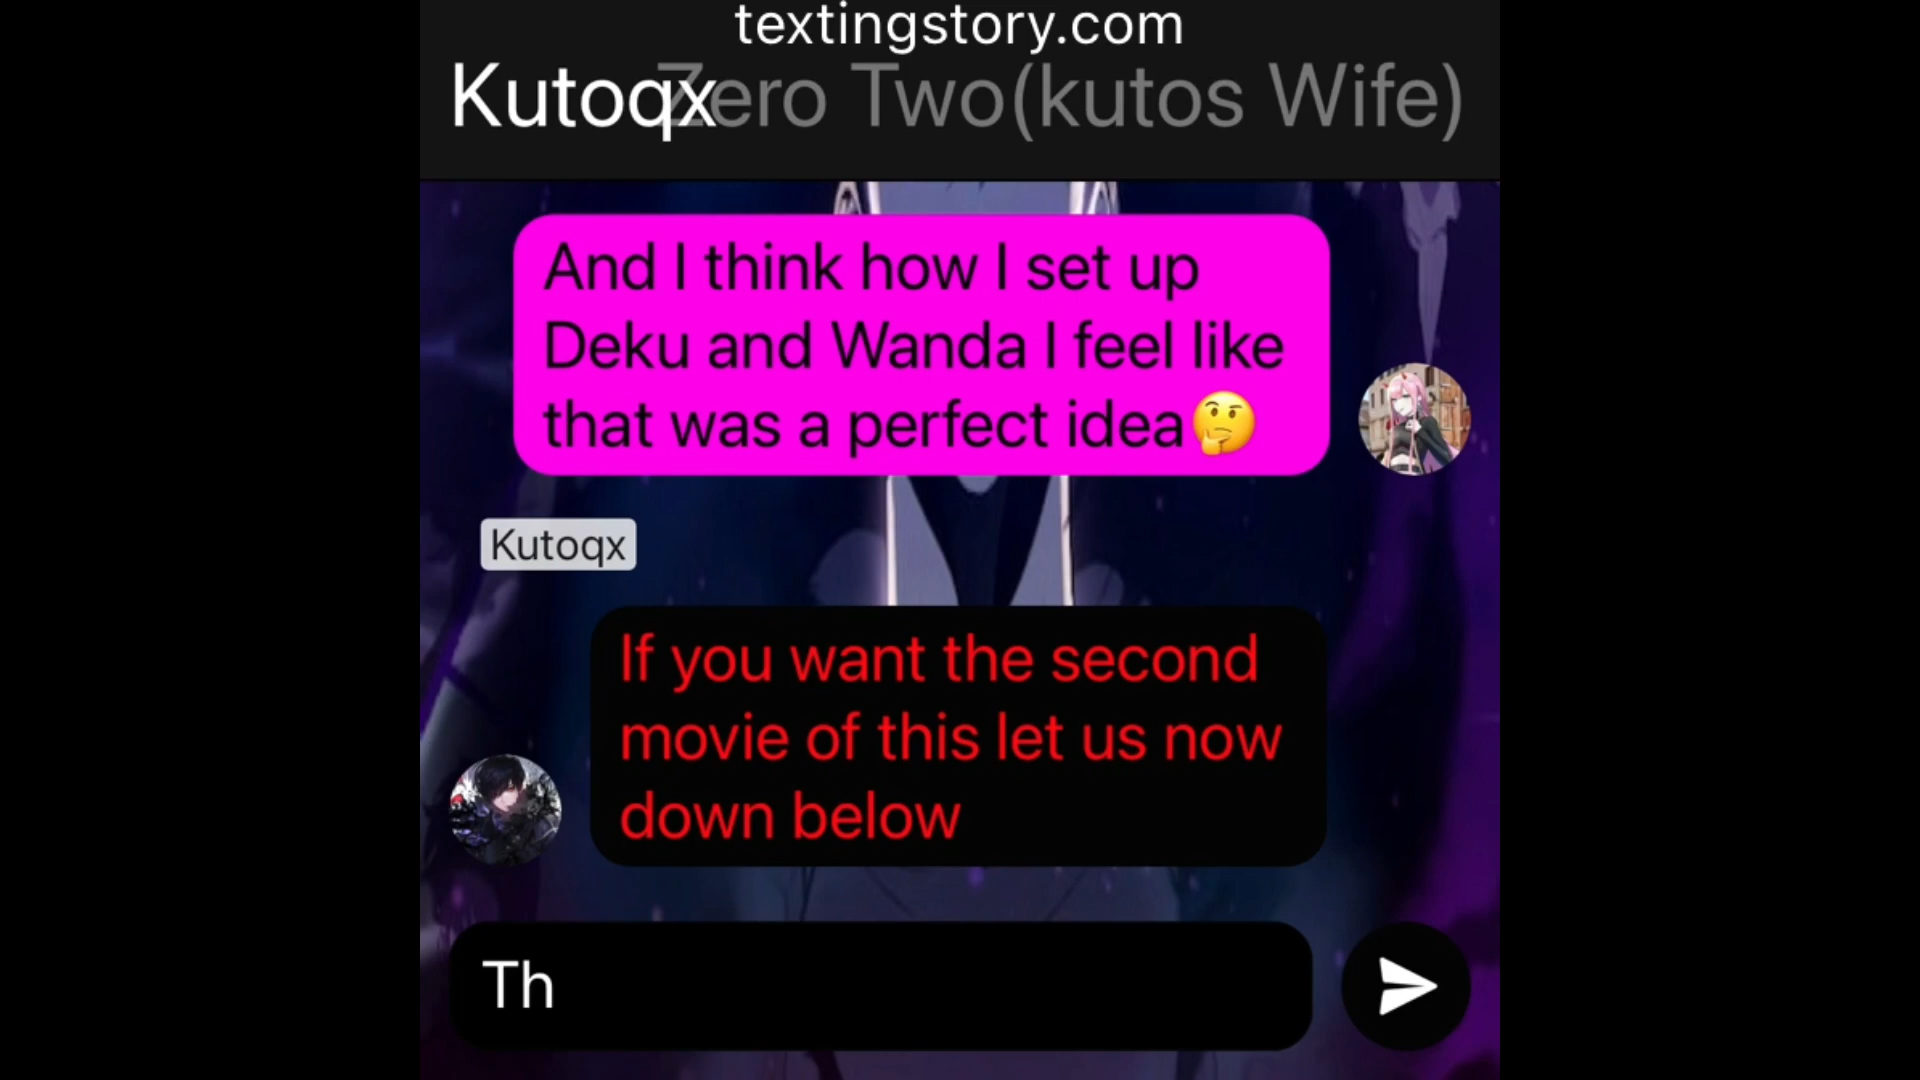 textingstory.com
Kutoqx Zero Two(kutos Wife)
And I think how I set up
Deku and Wanda I feel like
that was a perfect idea🤔
Kutoqx
If you want the second
movie of this let us now
down below
Th